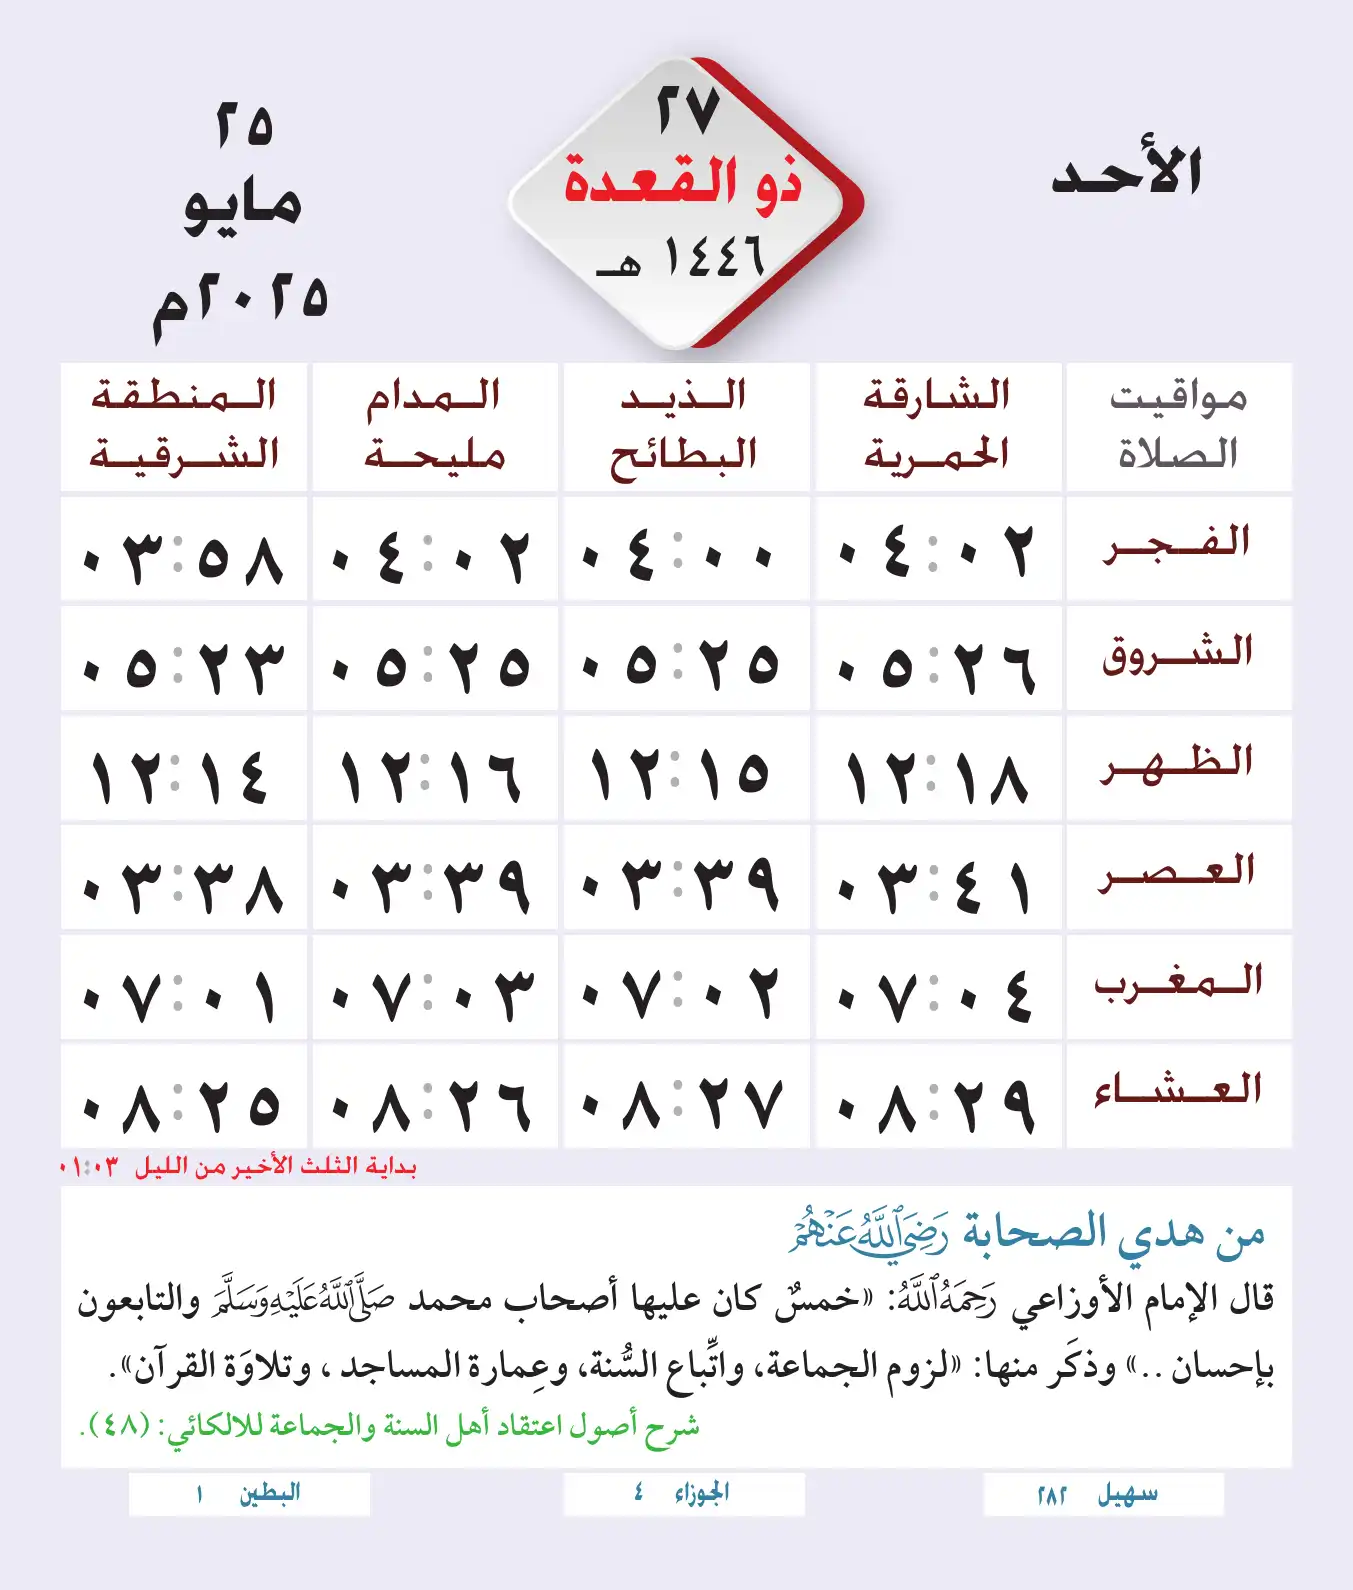 الأحد
٢٧
ذو القعدة
١٤٤٦ هـ
٢٥
مايو
٢٠٢٥م
مواقيت الصلاة	الشارقة الحمرية	الذيد البطائح	المدام مليحة	المنطقة الشرقية
الفجر	٠٤:٠٢	٠٤:٠٠	٠٤:٠٢	٠٣:٥٨
الشروق	٠٥:٢٦	٠٥:٢٥	٠٥:٢٥	٠٥:٢٣
الظهر	١٢:١٨	١٢:١٥	١٢:١٦	١٢:١٤
العصر	٠٣:٤١	٠٣:٣٩	٠٣:٣٩	٠٣:٣٨
المغرب	٠٧:٠٤	٠٧:٠٢	٠٧:٠٣	٠٧:٠١
العشاء	٠٨:٢٩	٠٨:٢٧	٠٨:٢٦	٠٨:٢٥
بداية الثلث الأخير من الليل ٠١:٠٣
من هدي الصحابة رَضِيَ ٱللَّهُ عَنْهُمْ
قال الإمام الأوزاعي رَحِمَهُ ٱللَّهُ: «خمسٌ كان عليها أصحاب محمد صَلَّى ٱللَّهُ عَلَيْهِ وَسَلَّمَ والتابعون
بإحسان ..» وذكَر منها: «لزوم الجماعة، واتِّباع السُّنة، وعِمارة المساجد ، وتلاوَة القرآن».
شرح أصول اعتقاد أهل السنة والجماعة للالكائي: (٤٨).
سهيل ٢٨٢
الجوزاء ٤
البطين ١